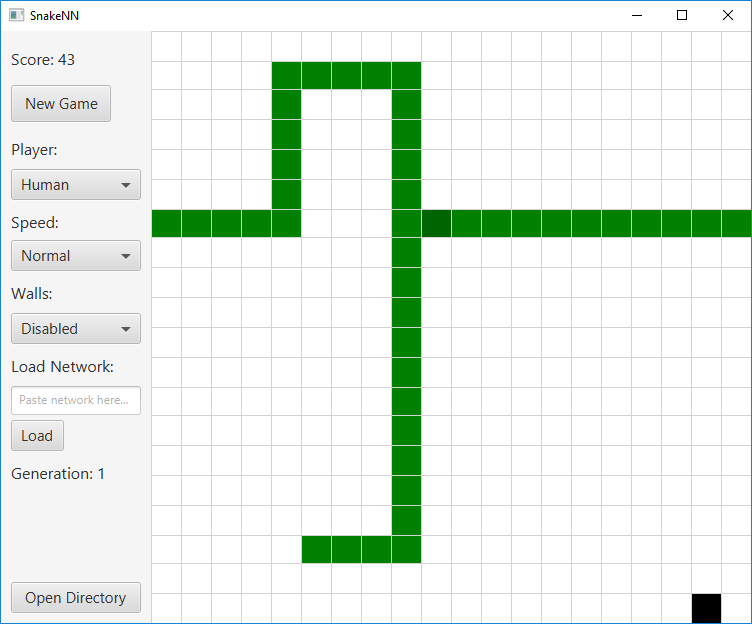 SnakeNN
Score: 43
New Game
Player:
Human
Speed:
Normal
Walls:
Disabled
Load Network:
Paste network here...
Load
Generation: 1
Open Directory